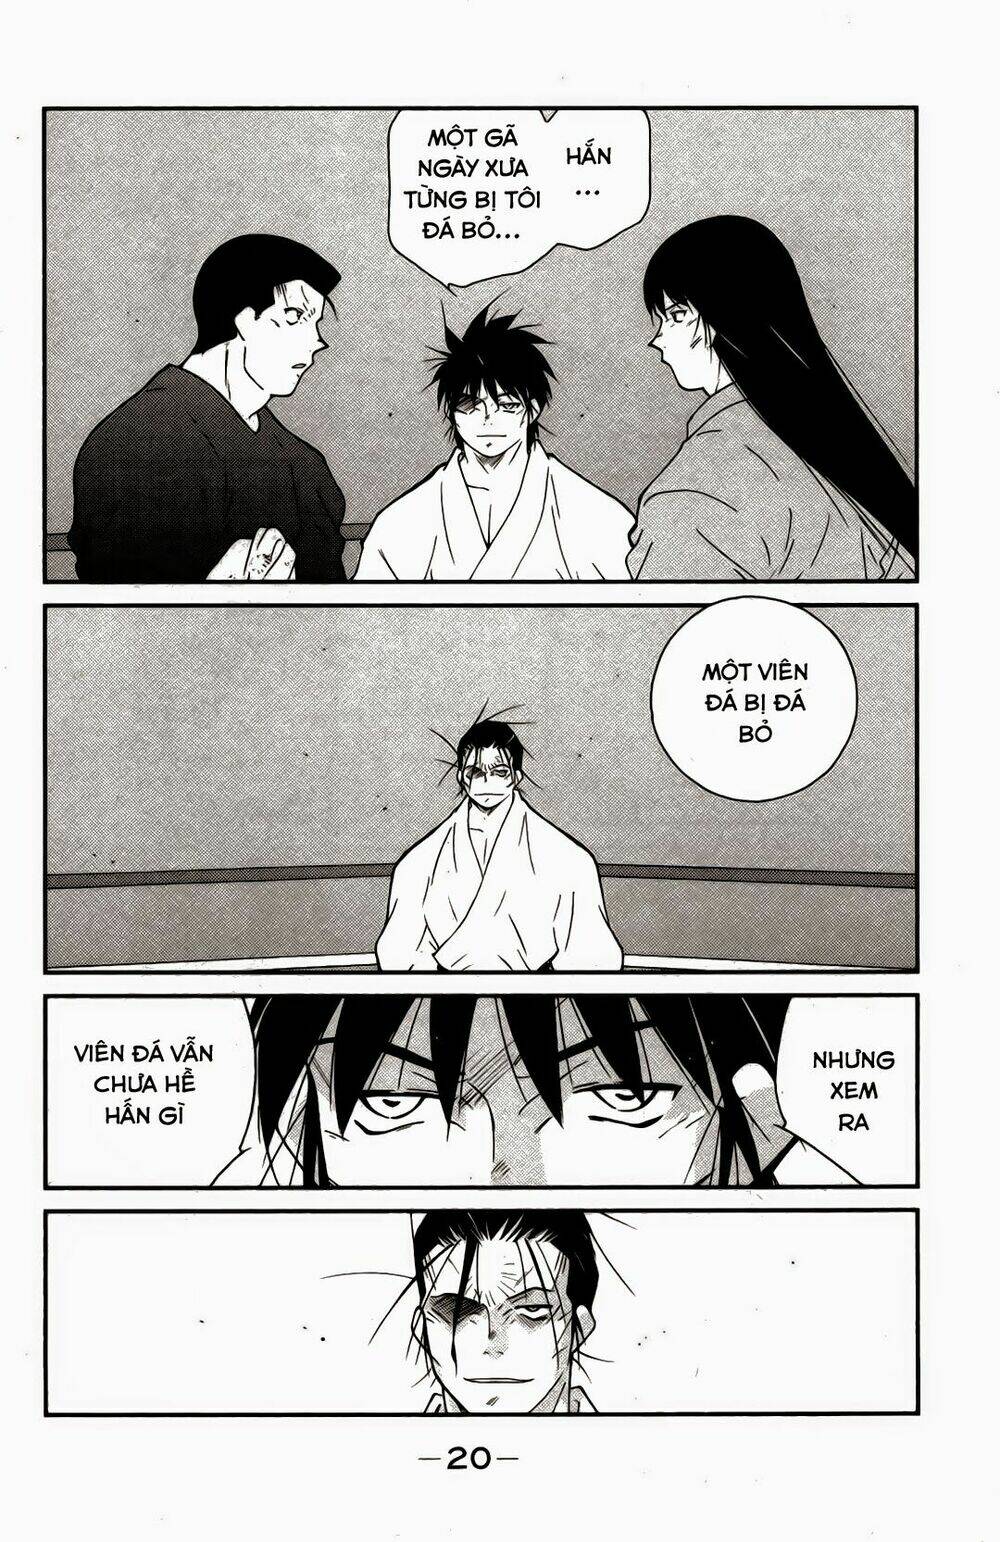 HẮN
...
MỘT GÃ
NGÀY XƯA
TỪNG BỊ TÔI
ĐÁ BỎ...
MỘT VIÊN
ĐÁ BỊ ĐÁ
BỎ
NHƯNG
XEM
RA
VIÊN ĐÁ VẪN
CHƯA HỀ
HẤN GÌ
-20-